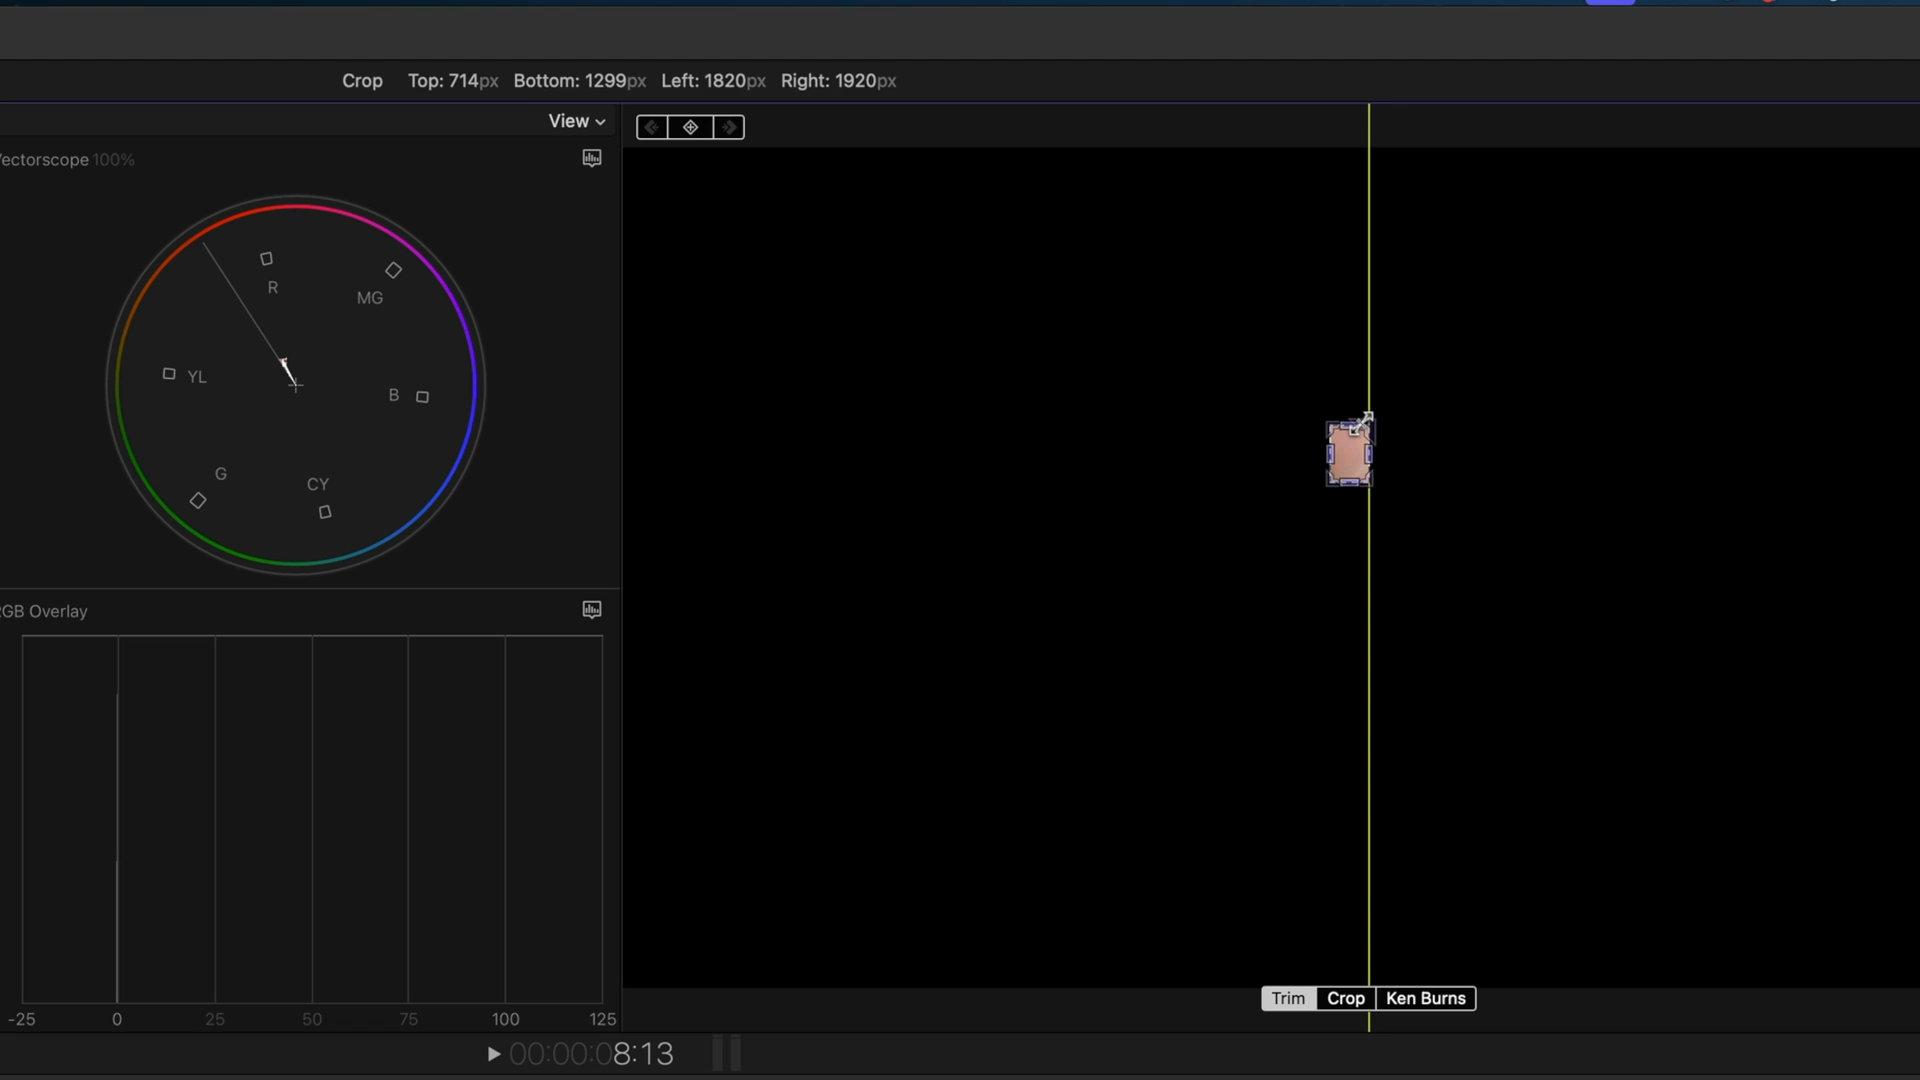 Crop Top: 714px Bottom: 1299px Left: 1820px Right: 1920px
View
ectorscope 100%
R
MG
YL
B
G
CY
GB Overlay
-25 0 25 50 75 100 125
Trim Crop Ken Burns
00:00:08:13